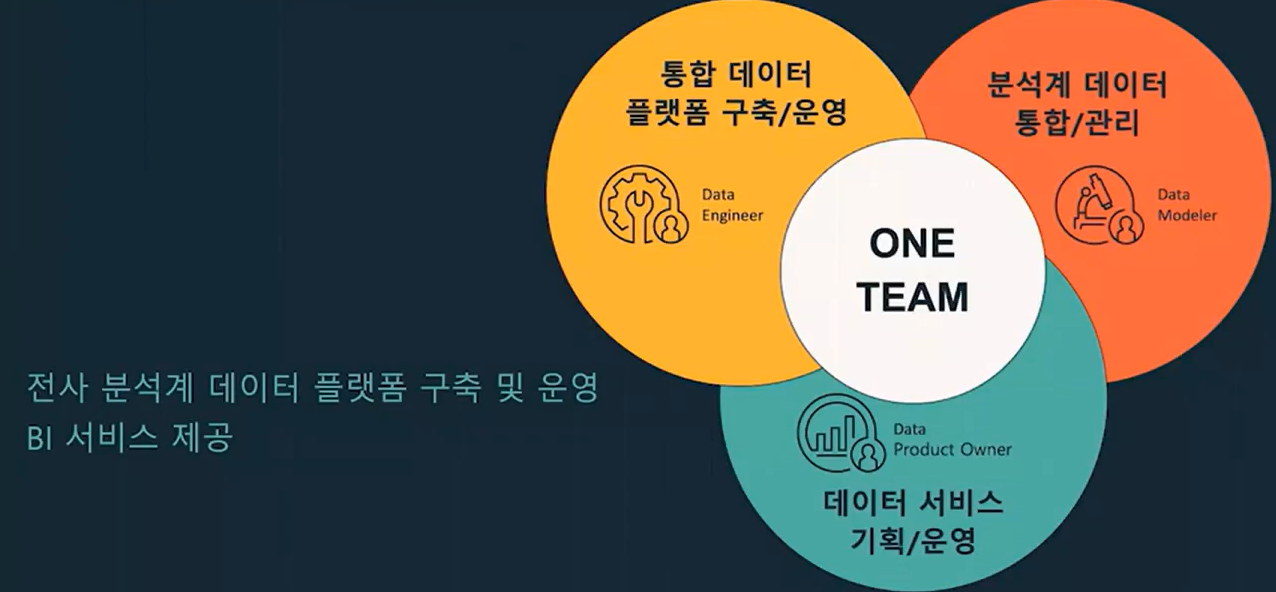 통합 데이터
플랫폼 구축/운영
Data
Engineer
분석계 데이터
통합/관리
Data
Modeler
ONE
TEAM
전사 분석계 데이터 플랫폼 구축 및 운영
BI 서비스 제공
Data
Product Owner
데이터 서비스
기획/운영